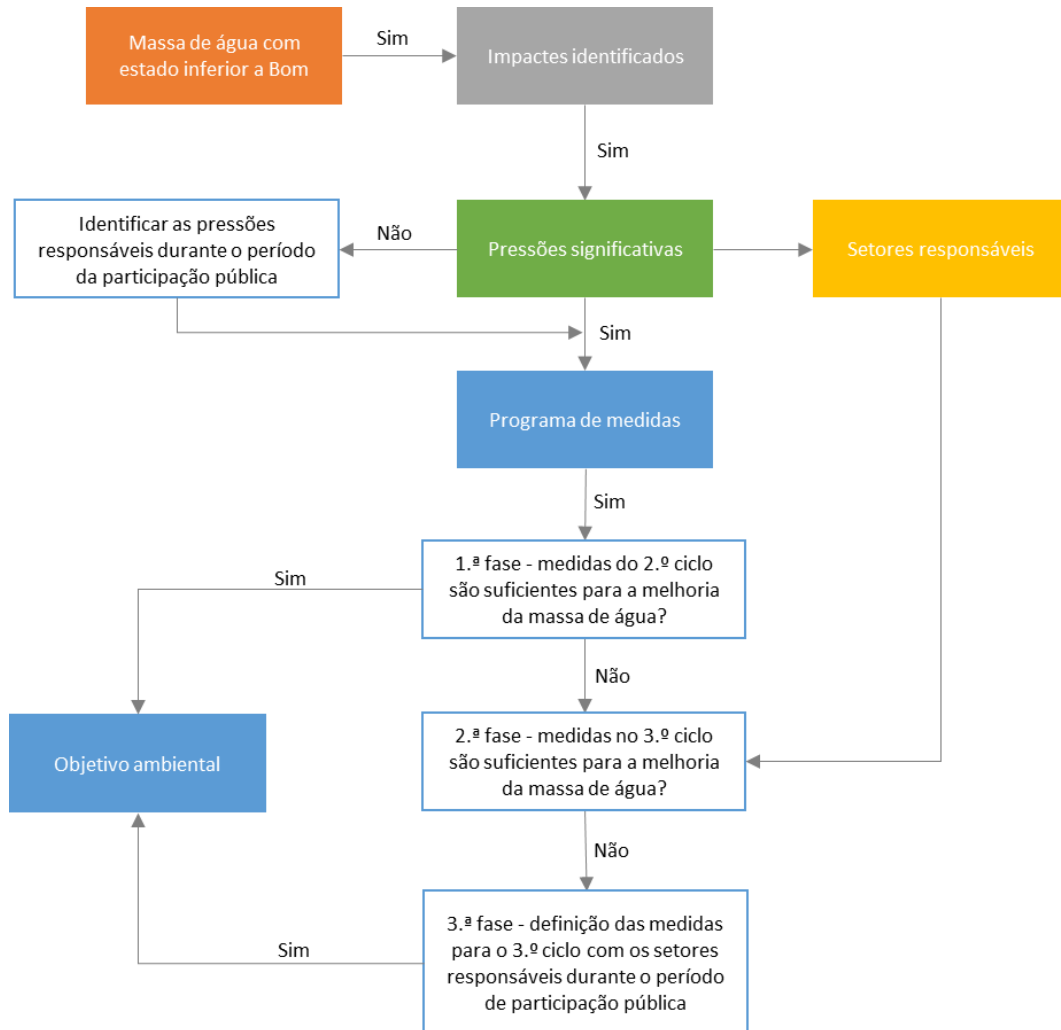 Massa de água com
estado inferior a Bom
Sim
Impactes identificados
Sim
Identificar as pressões
responsáveis durante o período
da participação pública
Não
Pressões significativas
Setores responsáveis
Sim
Programa de medidas
Sim
1.ª fase - medidas do 2.º ciclo
são suficientes para a melhoria
da massa de água?
Sim
Não
Objetivo ambiental
2.ª fase - medidas no 3.º ciclo
são suficientes para a melhoria
da massa de água?
Não
3.ª fase - definição das medidas
para o 3.º ciclo com os setores
responsáveis durante o período
de participação pública
Sim